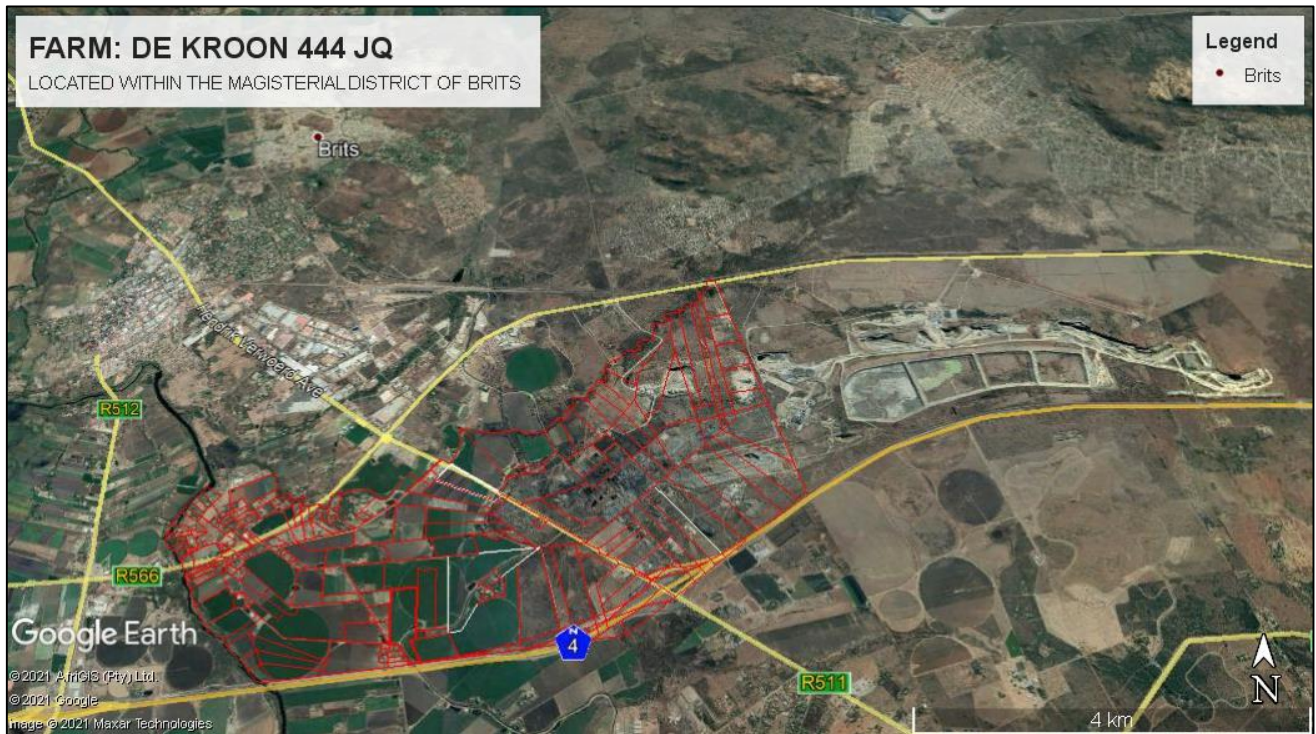 FARM: DE KROON 444 JQ
LOCATED WITHIN THE MAGISTERIAL DISTRICT OF BRITS
Legend
Brits
Brits
Hendrik Verwoerd Ave
R512
R566
N
4
R511
Google Earth
© 2021 AfriGIS (Pty) Ltd.
© 2021 Google
Image © 2021 Maxar Technologies
N
4 km